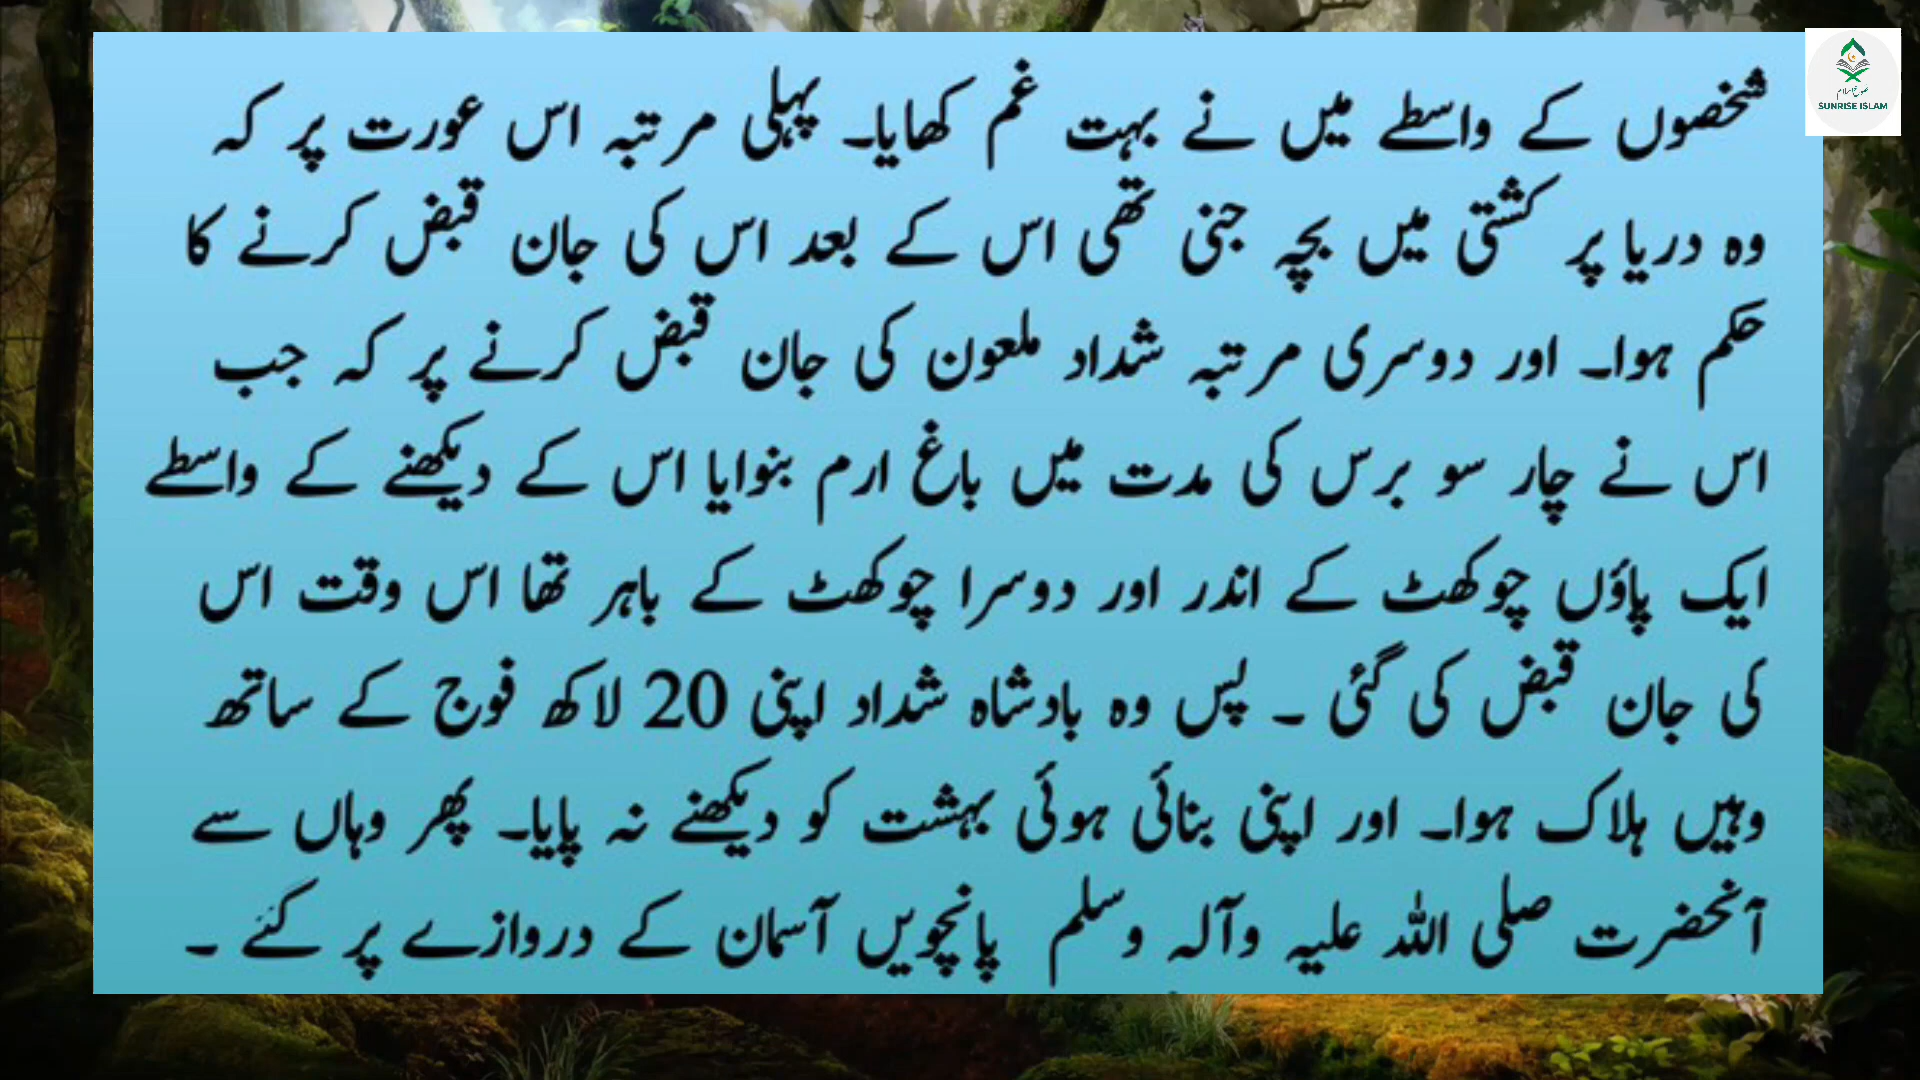 شخصوں کے واسطے میں نے بہت غم کھایا۔ پہلی مرتبہ اس عورت پر کہ
وہ دریا پر کشتی میں بچہ جنی تھی اس کے بعد اس کی جان قبض کرنے کا
حکم ہوا۔ اور دوسری مرتبہ شداد ملعون کی جان قبض کرنے پر کہ جب
اس نے چار سو برس کی مدت میں باغ ارم بنوایا اس کے دیکھنے کے واسطے
ایک پاؤں چوکھٹ کے اندر اور دوسرا چوکھٹ کے باہر تھا اس وقت اس
کی جان قبض کی گئی ۔ پس وہ بادشاہ شداد اپنی 20 لاکھ فوج کے ساتھ
وہیں ہلاک ہوا۔ اور اپنی بنائی ہوئی بہشت کو دیکھنے نہ پایا۔ پھر وہاں سے
آنحضرت صلی اللہ علیہ وآلہ وسلم پانچویں آسمان کے دروازے پر گئے ۔
SUNRISE ISLAM